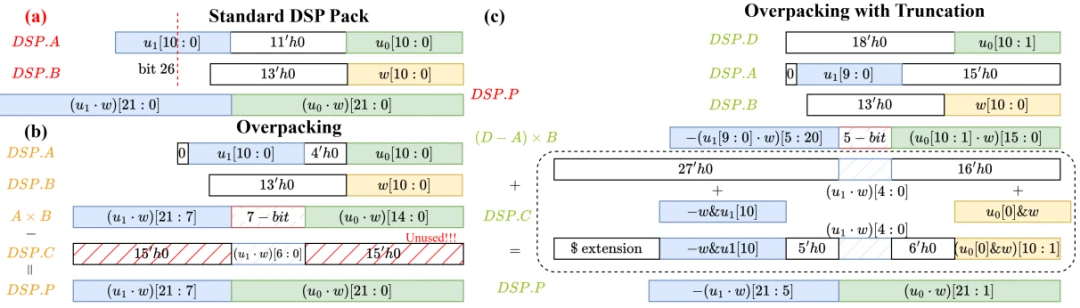 (a) Standard DSP Pack
DSP.A u₁[10 : 0] 11′h0 u₀[10 : 0]
bit 26
DSP.B 13′h0 w[10 : 0]
(u₁ · w)[21 : 0] (u₀ · w)[21 : 0] DSP.P
(b) Overpacking
DSP.A 0 u₁[10 : 0] 4′h0 u₀[10 : 0]
DSP.B 13′h0 w[10 : 0]
A × B (u₁ · w)[21 : 7] 7 − bit (u₀ · w)[14 : 0]
−
Unused!!!
DSP.C 15′h0 (u₁ · w)[6 : 0] 15′h0
=
DSP.P (u₁ · w)[21 : 7] (u₀ · w)[21 : 0]
(c) Overpacking with Truncation
DSP.D 18′h0 u₀[10 : 1]
DSP.A 0 u₁[9 : 0] 15′h0
DSP.B 13′h0 w[10 : 0]
(D − A) × B −(u₁[9 : 0] · w)[5 : 20] 5 − bit (u₀[10 : 1] · w)[15 : 0]
27′h0 16′h0
+ + (u₁ · w)[4 : 0] +
DSP.C −w&u₁[10] u₀[0]&w
(u₁ · w)[4 : 0]
= $ extension −w&u1[10] 5′h0 6′h0 (u₀[0]&w)[10 : 1]
DSP.P −(u₁ · w)[21 : 5] (u₀ · w)[21 : 1]